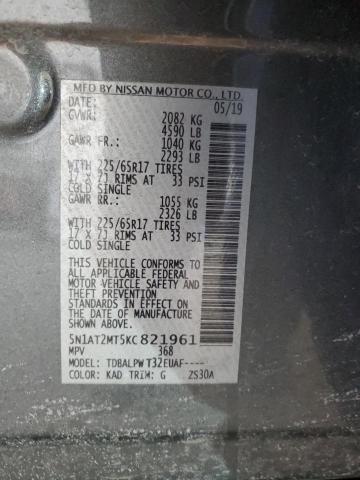 MFD BY NISSAN MOTOR CO., LTD.
DATE: 05/19
GVWR: 2082 KG
4590 LB
GAWR FR: 1040 KG
2293 LB
WITH 225/65R17 TIRES
17 X 7J RIMS AT 33 PSI
COLD SINGLE
GAWR RR: 1055 KG
2326 LB
WITH 225/65R17 TIRES
17 X 7J RIMS AT 33 PSI
COLD SINGLE
THIS VEHICLE CONFORMS TO ALL
APPLICABLE FEDERAL
MOTOR VEHICLE SAFETY AND
THEFT PREVENTION
STANDARDS IN EFFECT ON
THE DATE OF MANUFACTURE
SHOWN ABOVE.
5N1AT2MT5KC821961
MPV 368
MODEL: TDBALPW T32EUAF----
COLOR: KAD TRIM: G ZS30A